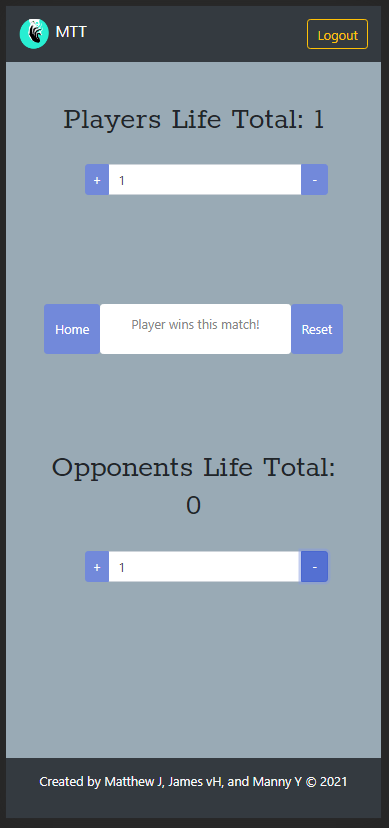 MTT
Logout
Players Life Total: 1
+ 1 -
Home Player wins this match! Reset
Opponents Life Total:
0
+ 1 -
Created by Matthew J, James vH, and Manny Y © 2021